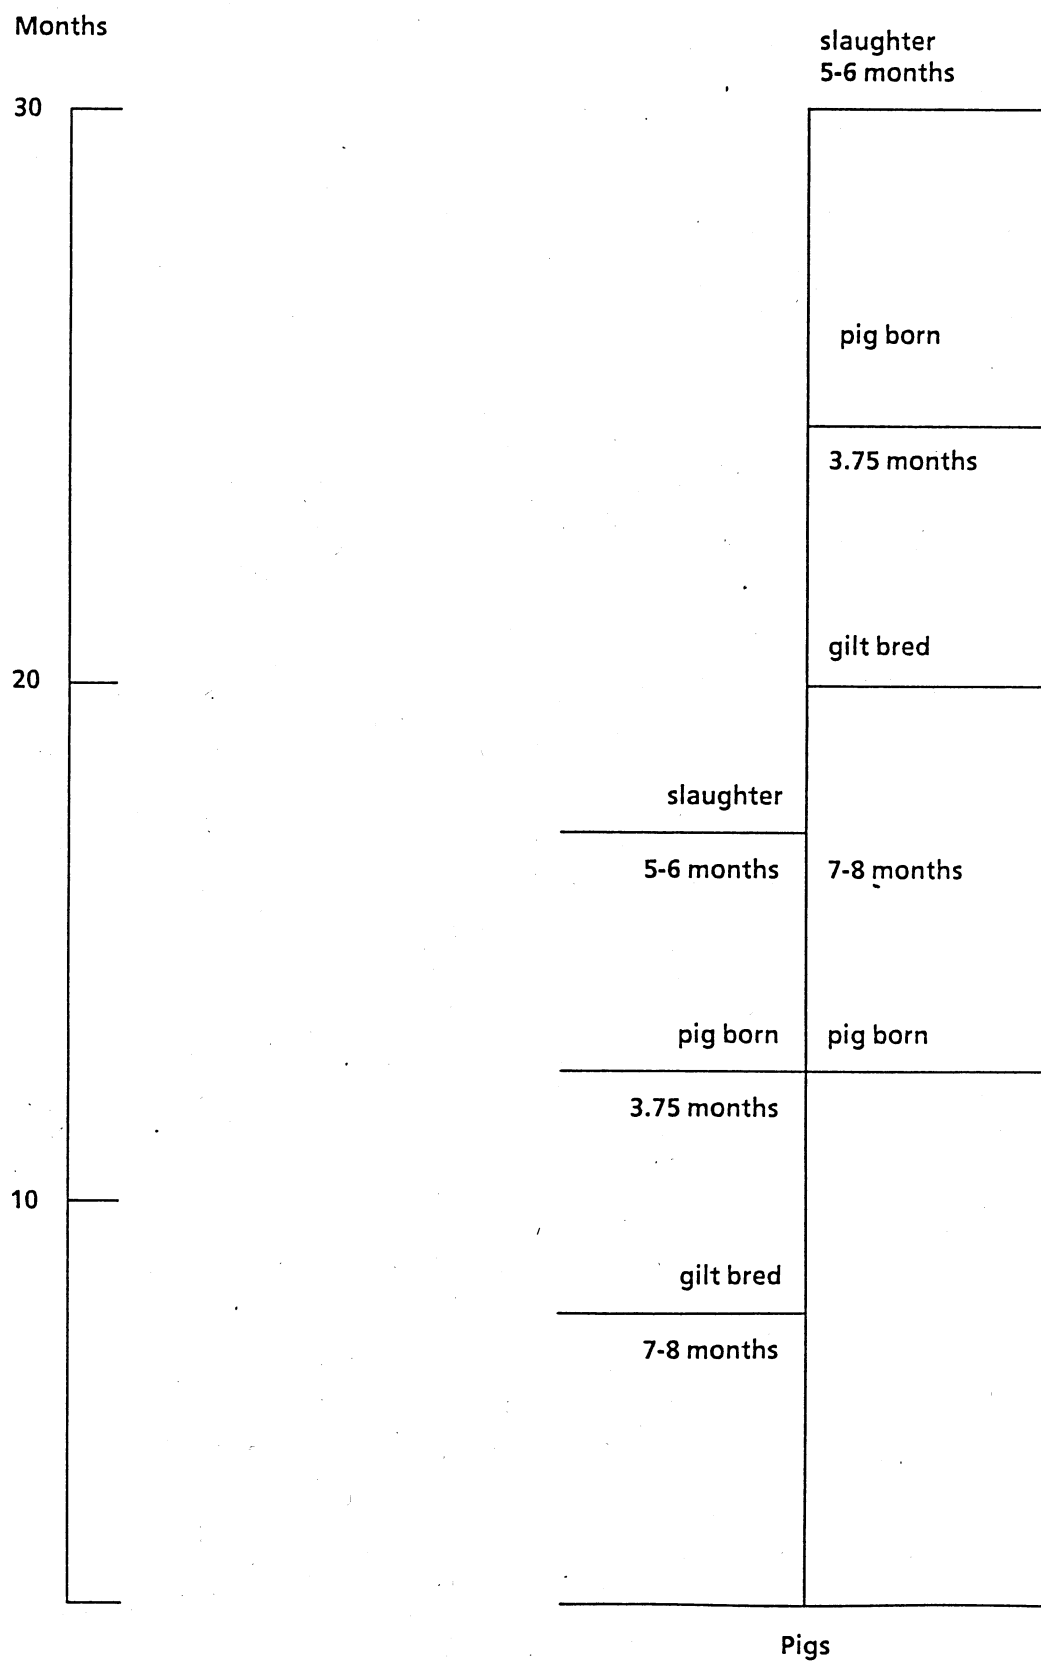 Months
slaughter
5-6 months
30
pig born
3.75 months
gilt bred
20
slaughter
5-6 months 7-8 months
pig born pig born
3.75 months
10
gilt bred
7-8 months
Pigs